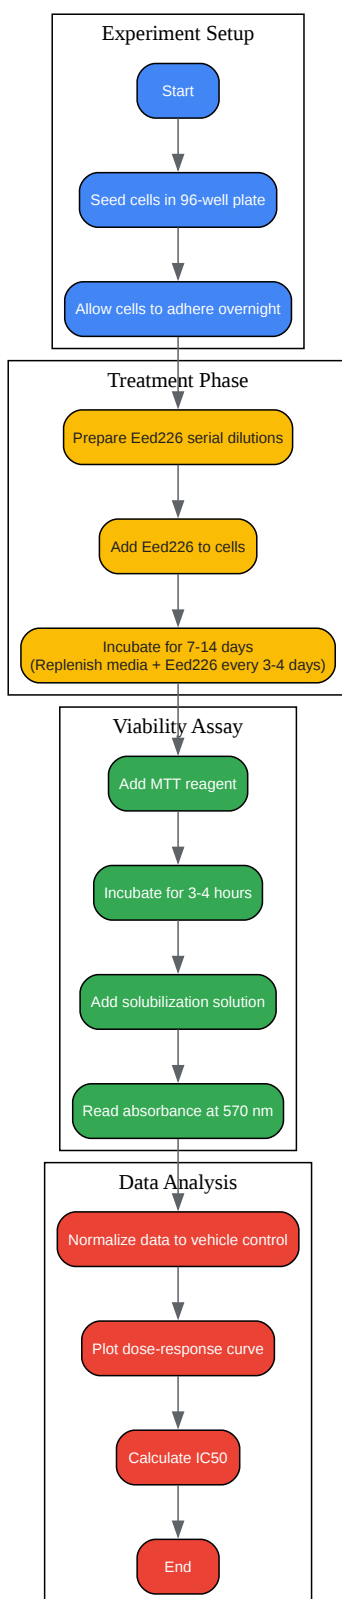 Experiment Setup
Start
Seed cells in 96-well plate
Allow cells to adhere overnight
Treatment Phase
Prepare Eed226 serial dilutions
Add Eed226 to cells
Incubate for 7-14 days
(Replenish media + Eed226 every 3-4 days)
Viability Assay
Add MTT reagent
Incubate for 3-4 hours
Add solubilization solution
Read absorbance at 570 nm
Data Analysis
Normalize data to vehicle control
Plot dose-response curve
Calculate IC50
End